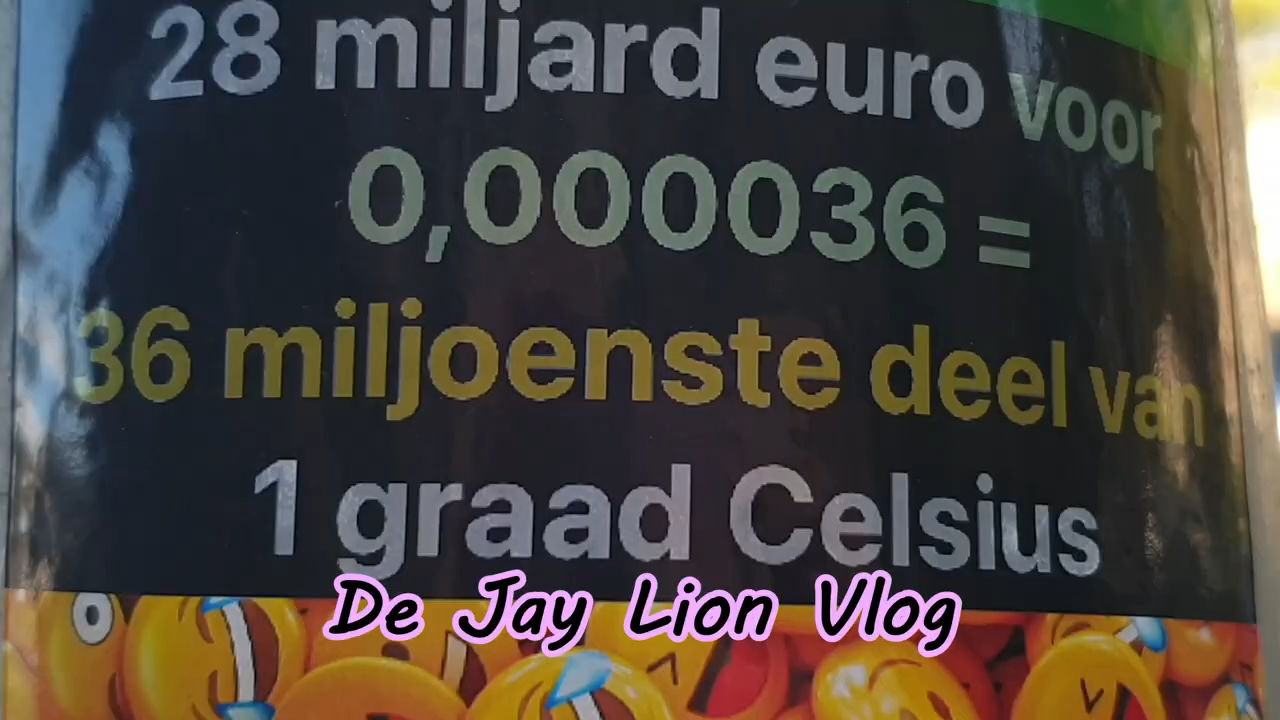 28 miljard euro voor
0,000036 =
36 miljoenste deel van
1 graad Celsius
De Jay Lion Vlog